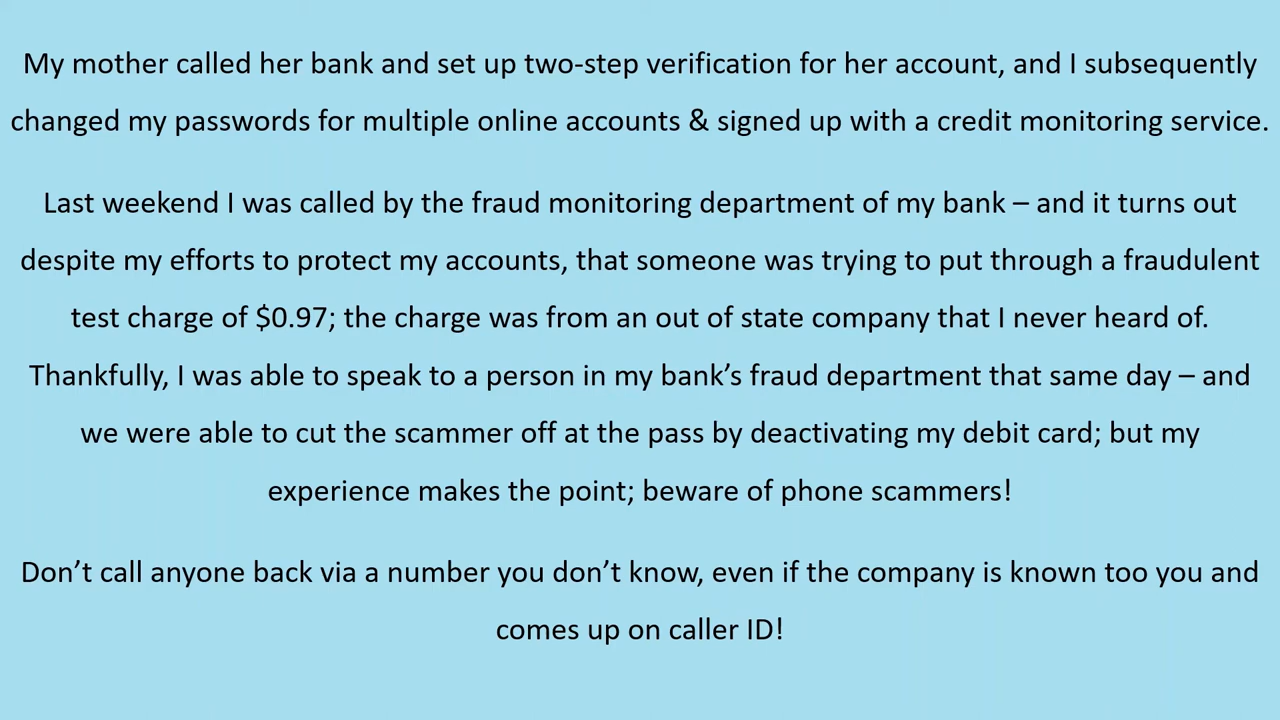 My mother called her bank and set up two-step verification for her account, and I subsequently
changed my passwords for multiple online accounts & signed up with a credit monitoring service.
Last weekend I was called by the fraud monitoring department of my bank – and it turns out
despite my efforts to protect my accounts, that someone was trying to put through a fraudulent
test charge of $0.97; the charge was from an out of state company that I never heard of.
Thankfully, I was able to speak to a person in my bank’s fraud department that same day – and
we were able to cut the scammer off at the pass by deactivating my debit card; but my
experience makes the point; beware of phone scammers!
Don’t call anyone back via a number you don’t know, even if the company is known too you and
comes up on caller ID!